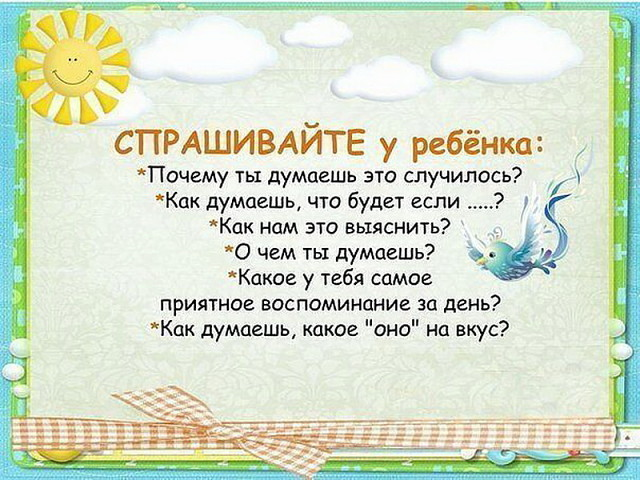 СПРАШИВАЙТЕ у ребёнка:
*Почему ты думаешь это случилось?
*Как думаешь, что будет если .....?
*Как нам это выяснить?
*О чем ты думаешь?
*Какое у тебя самое
приятное воспоминание за день?
*Как думаешь, какое "оно" на вкус?